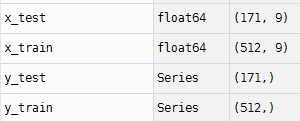 x_test float64 (171, 9)
x_train float64 (512, 9)
y_test Series (171,)
y_train Series (512,)